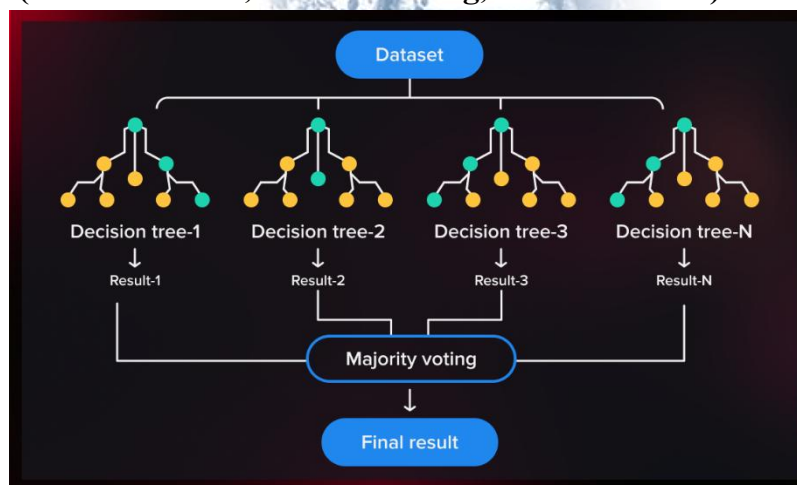 Dataset
Decision tree-1 Decision tree-2 Decision tree-3 Decision tree-N
Result-1 Result-2 Result-3 Result-N
Majority voting
Final result